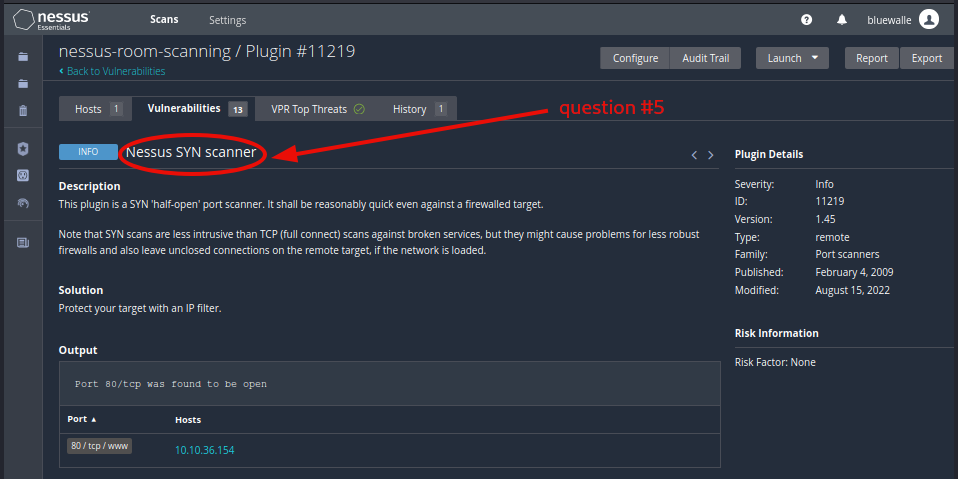 nessus®
Essentials
Scans
Settings
bluewalle
nessus-room-scanning / Plugin #11219
Back to Vulnerabilities
Configure
Audit Trail
Launch
Report
Export
Hosts 1
Vulnerabilities 13
VPR Top Threats
History 1
question #5
INFO
Nessus SYN scanner
Description
This plugin is a SYN 'half-open' port scanner. It shall be reasonably quick even against a firewalled target.
Note that SYN scans are less intrusive than TCP (full connect) scans against broken services, but they might cause problems for less robust
firewalls and also leave unclosed connections on the remote target, if the network is loaded.
Solution
Protect your target with an IP filter.
Output
Port 80/tcp was found to be open
Port
Hosts
80 / tcp / www
10.10.36.154
Plugin Details
Severity: Info
ID: 11219
Version: 1.45
Type: remote
Family: Port scanners
Published: February 4, 2009
Modified: August 15, 2022
Risk Information
Risk Factor: None